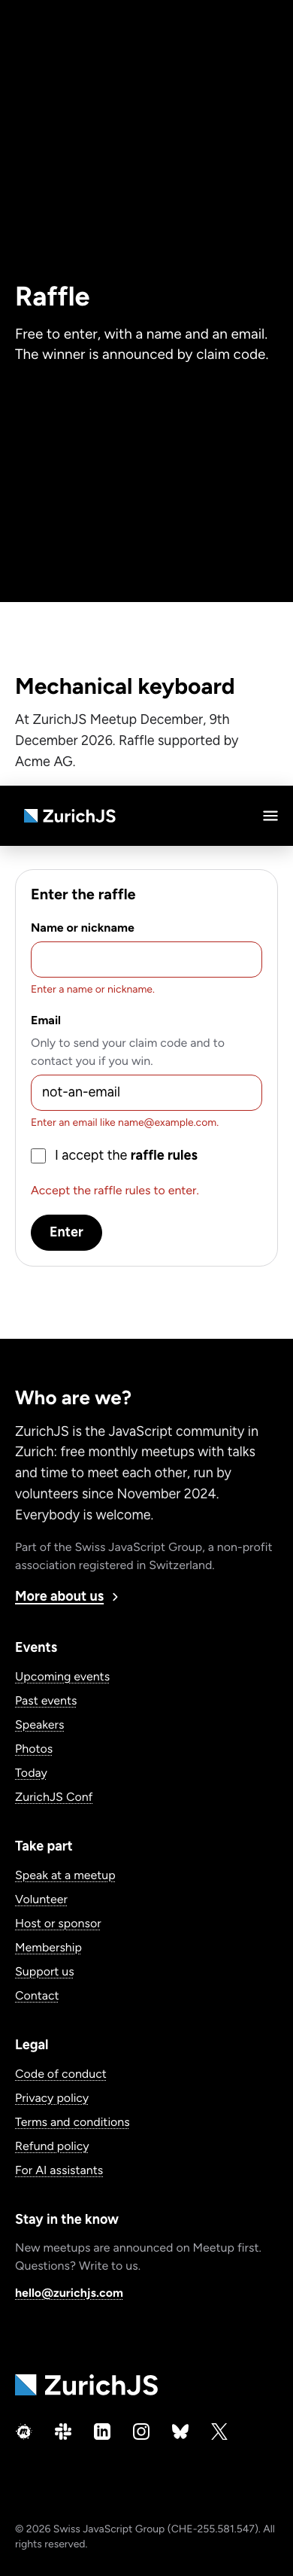 Raffle
Free to enter, with a name and an email.
The winner is announced by claim code.
Mechanical keyboard
At ZurichJS Meetup December, 9th
December 2026. Raffle supported by
Acme AG.
ZurichJS
Enter the raffle
Name or nickname
Enter a name or nickname.
Email
Only to send your claim code and to
contact you if you win.
not-an-email
Enter an email like name@example.com.
I accept the raffle rules
Accept the raffle rules to enter.
Enter
Who are we?
ZurichJS is the JavaScript community in
Zurich: free monthly meetups with talks
and time to meet each other, run by
volunteers since November 2024.
Everybody is welcome.
Part of the Swiss JavaScript Group, a non-profit
association registered in Switzerland.
More about us
Events
Upcoming events
Past events
Speakers
Photos
Today
ZurichJS Conf
Take part
Speak at a meetup
Volunteer
Host or sponsor
Membership
Support us
Contact
Legal
Code of conduct
Privacy policy
Terms and conditions
Refund policy
For AI assistants
Stay in the know
New meetups are announced on Meetup first.
Questions? Write to us.
hello@zurichjs.com
ZurichJS
© 2026 Swiss JavaScript Group (CHE-255.581.547). All
rights reserved.